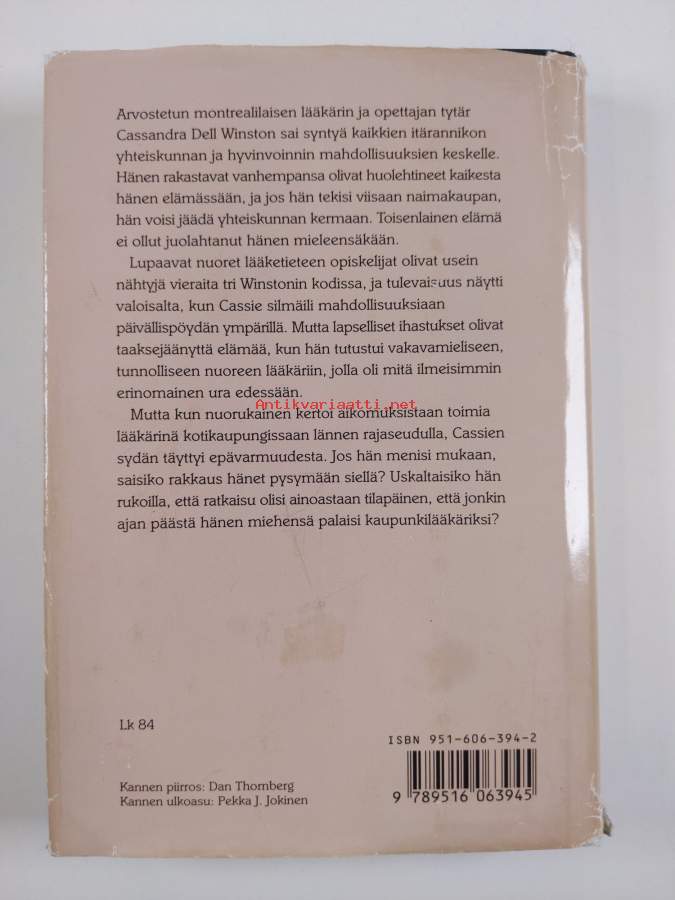 Arvostetun montrealilaisen lääkärin ja opettajan tytär
Cassandra Dell Winston sai syntyä kaikkien itärannikon
yhteiskunnan ja hyvinvoinnin mahdollisuuksien keskelle.
Hänen rakastavat vanhempansa olivat huolehtineet kaikesta
hänen elämässään, ja jos hän tekisi viisaan naimakaupan,
hän voisi jäädä yhteiskunnan kermaan. Toisenlainen elämä
ei ollut juolahtanut hänen mieleensäkään.
Lupaavat nuoret lääketieteen opiskelijat olivat usein
nähtyjä vieraita tri Winstonin kodissa, ja tulevaisuus näytti
valoisalta, kun Cassie silmäili mahdollisuuksiaan
päivällispöydän ympärillä. Mutta lapselliset ihastukset olivat
taaksejäänyttä elämää, kun hän tutustui vakavamieliseen,
tunnolliseen nuoreen lääkäriin, jolla oli mitä ilmeisimmin
erinomainen ura edessään.
Antikvariaatti.net
Mutta kun nuorukainen kertoi aikomuksistaan toimia
lääkärinä kotikaupungissaan lännen rajaseudulla, Cassien
sydän täyttyi epävarmuudesta. Jos hän menisi mukaan,
saisiko rakkaus hänet pysymään siellä? Uskaltaisiko hän
rukoilla, että ratkaisu olisi ainoastaan tilapäinen, että jonkin
ajan päästä hänen miehensä palaisi kaupunkilääkäriksi?
Lk 84
ISBN 951-606-394-2
Kannen piirros: Dan Thornberg
Kannen ulkoasu: Pekka J. Jokinen
9 789516 063945